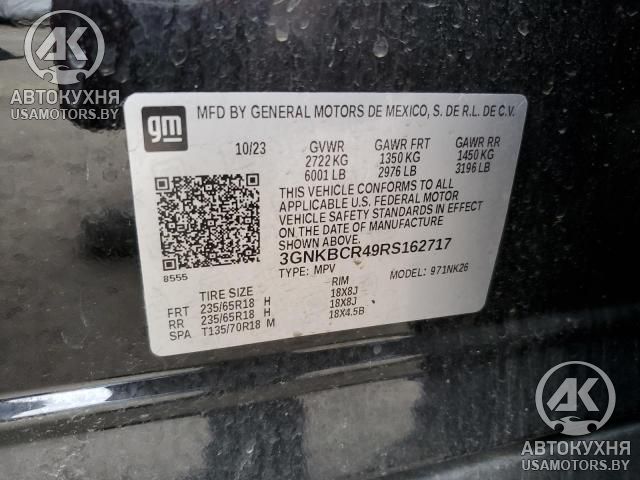 AK
АВТОКУХНЯ
USAMOTORS.BY
gm
MFD BY GENERAL MOTORS DE MEXICO, S. DE R.L. DE C.V.
10/23 GVWR GAWR FRT GAWR RR
2722 KG 1350 KG 1450 KG
6001 LB 2976 LB 3196 LB
THIS VEHICLE CONFORMS TO ALL
APPLICABLE U.S. FEDERAL MOTOR
VEHICLE SAFETY STANDARDS IN EFFECT
ON THE DATE OF MANUFACTURE
SHOWN ABOVE.
3GNKBCR49RS162717
8555
TYPE: MPV MODEL: 971NK26
TIRE SIZE RIM
FRT 235/65R18 H 18X8J
RR 235/65R18 H 18X8J
SPA T135/70R18 M 18X4.5B
AK
АВТОКУХНЯ
USAMOTORS.BY